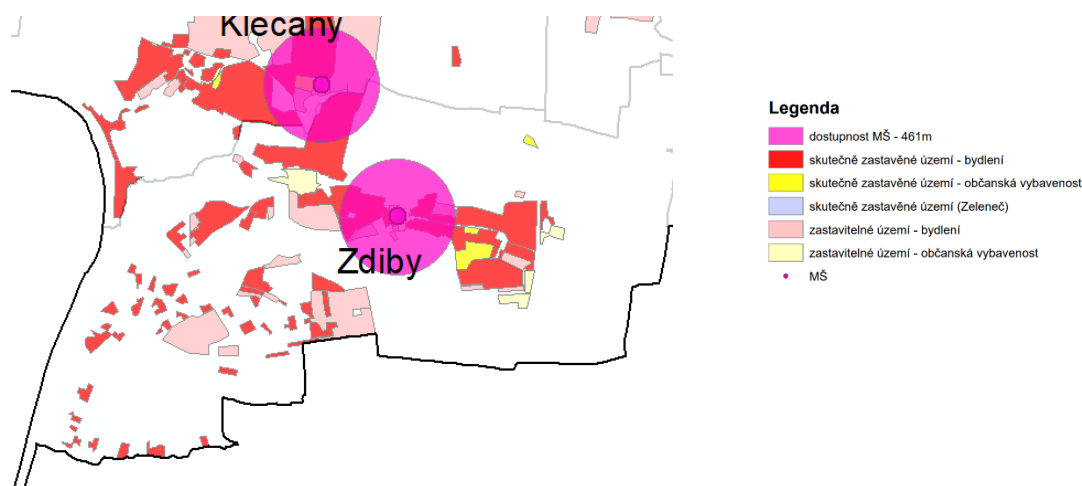 Klecany
Zdiby
Legenda
dostupnost MŠ - 461m
skutečně zastavěné území - bydlení
skutečně zastavěné území - občanská vybavenost
skutečně zastavěné území (Zeleneč)
zastavitelné území - bydlení
zastavitelné území - občanská vybavenost
MŠ